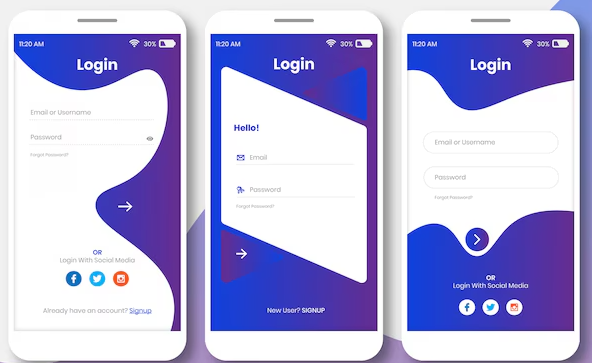 11:20 AM 30%
Login
Email or Username
Password
Forgot Password?
OR
Login With Social Media
Already have an account? Signup
11:20 AM 30%
Login
Hello!
Email
Password
Forgot Password?
New User? SIGNUP
11:20 AM 30%
Login
Email or Username
Password
Forgot Password?
OR
Login With Social Media